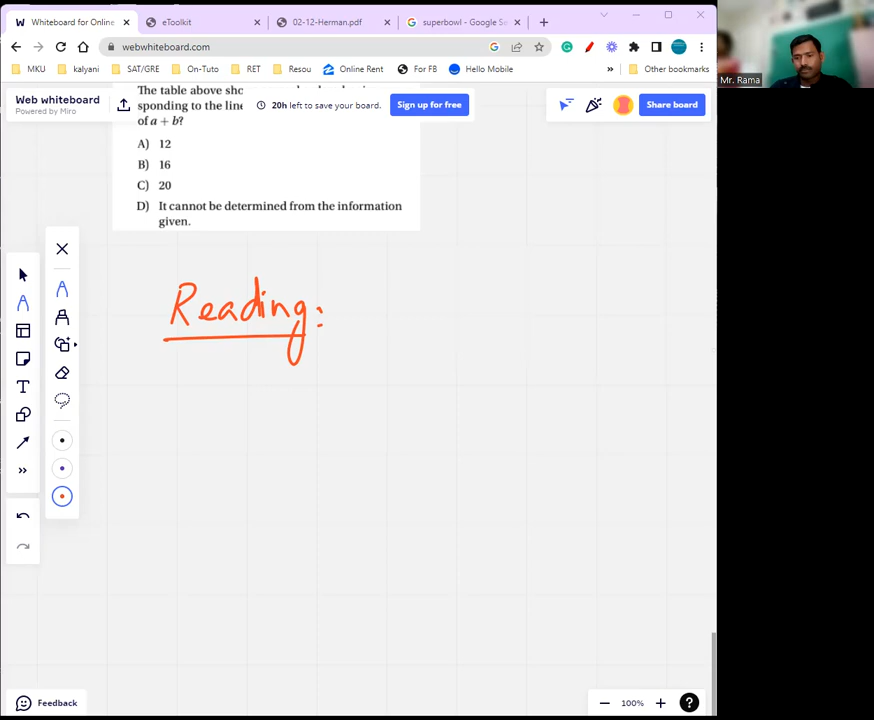 Whiteboard for Online
eToolkit
02-12-Herman.pdf
superbowl - Google Se
webwhiteboard.com
MKU
kalyani
SAT/GRE
On-Tuto
RET
Resou
Online Rent
For FB
Hello Mobile
»
Other bookmarks
Mr. Rama
Web whiteboard
Powered by Miro
20h left to save your board.
Sign up for free
Share board
The table above sho
sponding to the line
of a + b?
A) 12
B) 16
C) 20
D) It cannot be determined from the information
given.
Reading:
Feedback
100%